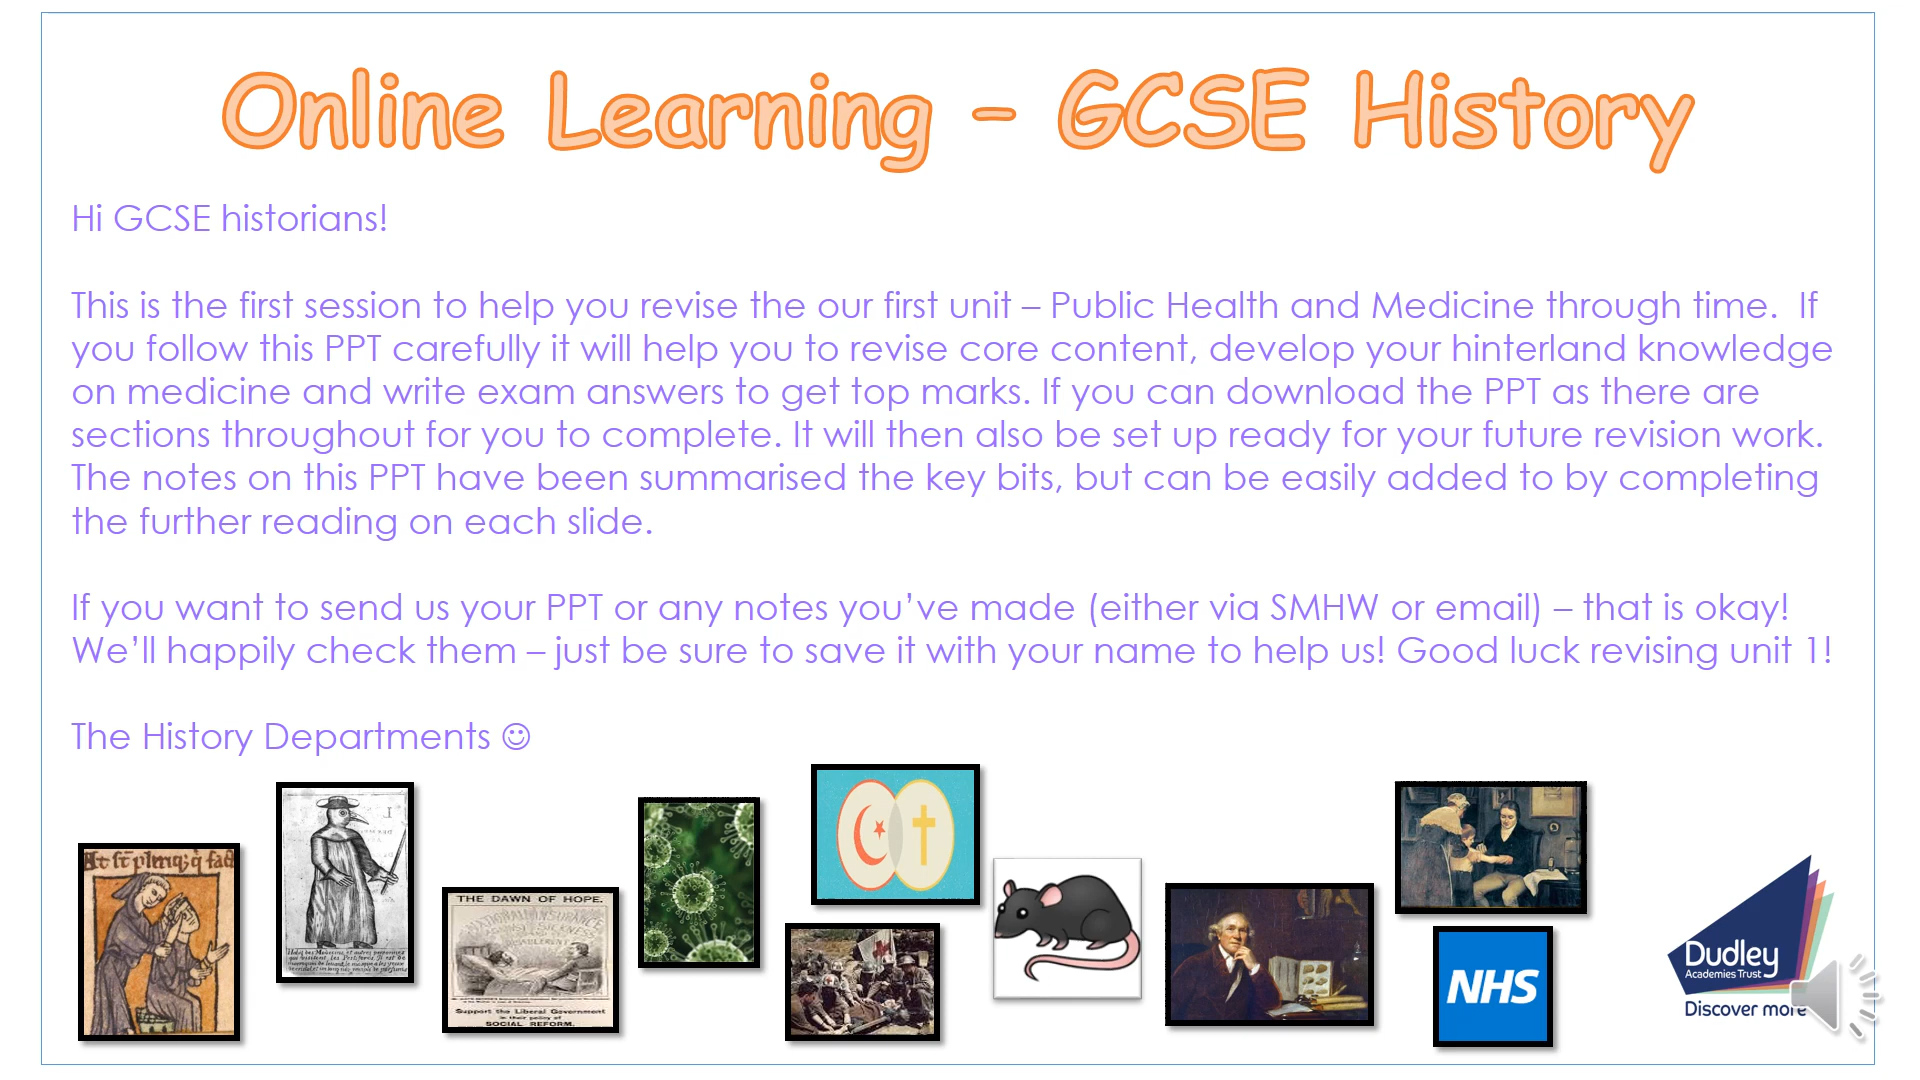 Online Learning – GCSE History
Hi GCSE historians!
This is the first session to help you revise the our first unit – Public Health and Medicine through time.  If
you follow this PPT carefully it will help you to revise core content, develop your hinterland knowledge
on medicine and write exam answers to get top marks. If you can download the PPT as there are
sections throughout for you to complete. It will then also be set up ready for your future revision work.
The notes on this PPT have been summarised the key bits, but can be easily added to by completing
the further reading on each slide.
If you want to send us your PPT or any notes you’ve made (either via SMHW or email) – that is okay!
We’ll happily check them – just be sure to save it with your name to help us! Good luck revising unit 1!
The History Departments ☺
THE DAWN OF HOPE.
NATIONAL INSURANCE
Support the Liberal Government
in their policy of
SOCIAL REFORM.
NHS
Dudley
Academies Trust
Discover more